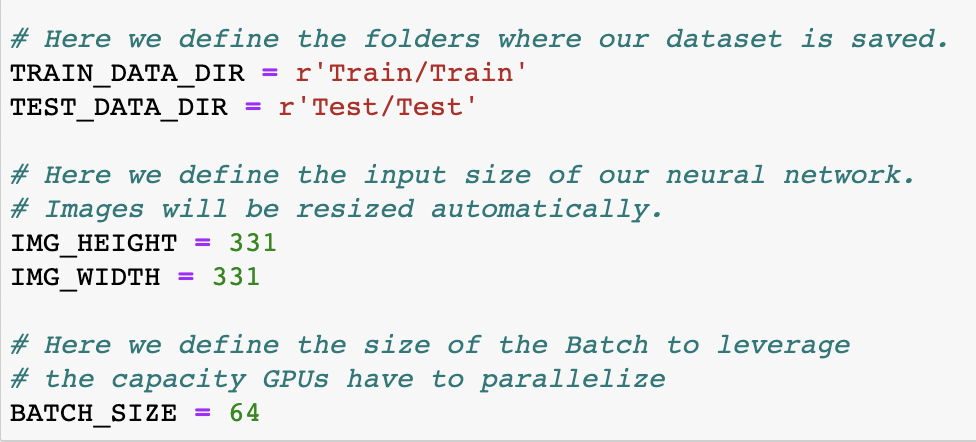 # Here we define the folders where our dataset is saved.
TRAIN_DATA_DIR = r'Train/Train'
TEST_DATA_DIR = r'Test/Test'
# Here we define the input size of our neural network.
# Images will be resized automatically.
IMG_HEIGHT = 331
IMG_WIDTH = 331
# Here we define the size of the Batch to leverage
# the capacity GPUs have to parallelize
BATCH_SIZE = 64